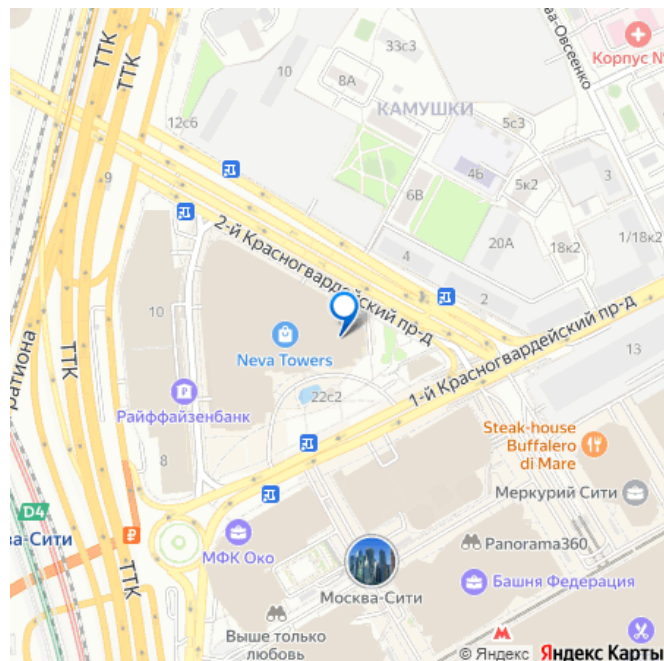 ТТК
ТТК
33с3
ва-Овсеенко
Корпус №
10
8А
КАМУШКИ
12с6
5с3
9
4Б
3
6В
5к2
2-й Красногвардейский пр-д
20А
18к2
1/18к2
4
2
10
1-й Красногвардейский пр-д
ТТК
Neva Towers
13
ратиона
Райффайзенбанк
22с2
Steak-house
Buffalero
di Mare
8
Меркурий Сити
D4
ва-Сити
МФК Око
Panorama360
Башня Федерация
ТТК
Москва-Сити
Выше только
любовь
© Яндекс Яндекс Карты